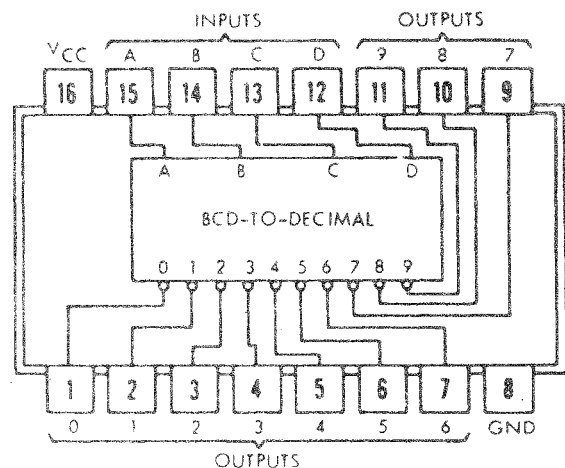 INPUTS OUTPUTS
VCC A B C D 9 8 7
16 15 14 13 12 11 10 9
A B C D
BCD-TO-DECIMAL
0 1 2 3 4 5 6 7 8 9
1 2 3 4 5 6 7 8
0 1 2 3 4 5 6 GND
OUTPUTS